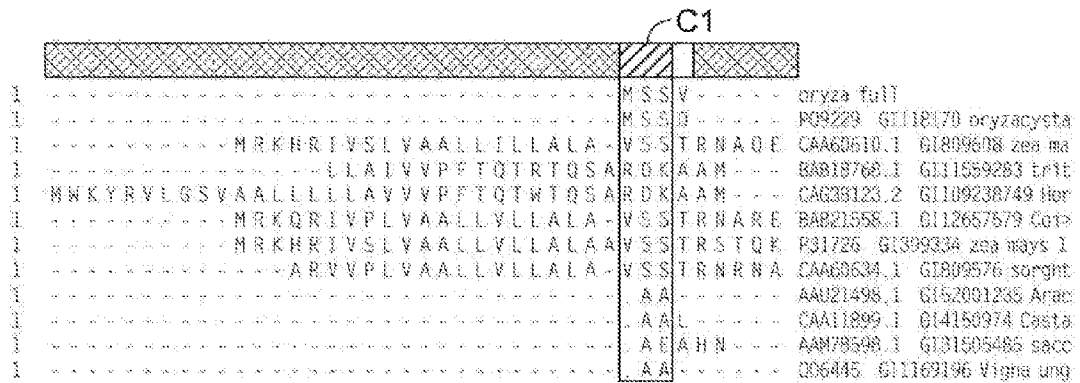 C1
1 - - - - - - - - - - - - - - - - - - - - - - - - - - - - - - - M S S V - - - - - oryza full
1 - - - - - - - - - - - - - - - - - - - - - - - - - - - - - - - M S S D - - - - - P09229 GI118170 oryzacysta
1 - - - - - - - - - - M R K H R I V S L V A A L L I L L A L A - V S S T R N A Q E CAA60610.1 GI809608 zea ma
1 - - - - - - - - - - - - - - - L L A I V V P F T Q T R T Q S A R D K A A M - - - BAB18768.1 GI11559283 trit
1 M W K Y R V L G S V A A L L L L L A V V V P F T Q T W T Q S A R D K A A M - - - CAG38123.2 GI109238749 Hor
1 - - - - - - - - - - M R K Q R I V P L V A A L L V L L A L A - V S S T R N A R E BAB21558.1 GI12657679 Coix
1 - - - - - - - - - - M R K H R I V S L V A A L L V L L A L A A V S S T R S T Q K P31726 GI399334 zea mays 1
1 - - - - - - - - - - - - - A R V V P L V A A L L V L L A L A - V S S T R N R N A CAA60634.1 GI809576 sorght
1 - - - - - - - - - - - - - - - - - - - - - - - - - - - - - - - . A A - - - - - - AAU21498.1 GI52001235 Arac
1 - - - - - - - - - - - - - - - - - - - - - - - - - - - - - - - . A A L - - - - - CAA11899.1 GI4150974 Casta
1 - - - - - - - - - - - - - - - - - - - - - - - - - - - - - - - . A E A H N - - - AAM78598.1 GI31505485 sacc
1 - - - - - - - - - - - - - - - - - - - - - - - - - - - - - - - . A A - - - - - - Q06445 GI1169196 Vigna ung